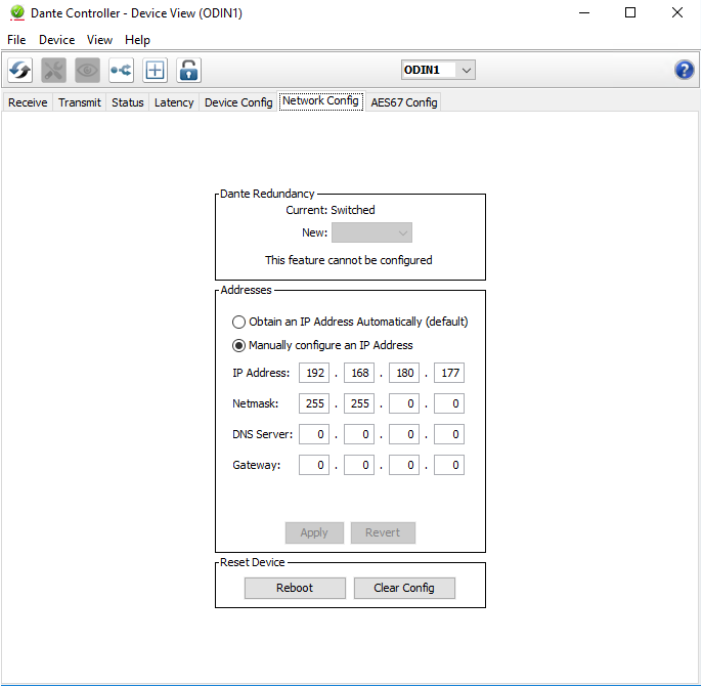 Dante Controller - Device View (ODIN1)
File Device View Help
ODIN1
?
Receive Transmit Status Latency Device Config Network Config AES67 Config
Dante Redundancy
Current: Switched
New:
This feature cannot be configured
Addresses
Obtain an IP Address Automatically (default)
Manually configure an IP Address
IP Address: 192 . 168 . 180 . 177
Netmask: 255 . 255 . 0 . 0
DNS Server: 0 . 0 . 0 . 0
Gateway: 0 . 0 . 0 . 0
Apply Revert
Reset Device
Reboot Clear Config